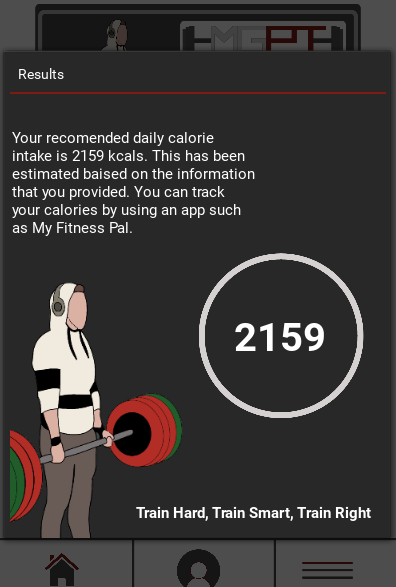 MGPT
Results
Your recomended daily calorie
intake is 2159 kcals. This has been
estimated baised on the information
that you provided. You can track
your calories by using an app such
as My Fitness Pal.
2159
Train Hard, Train Smart, Train Right